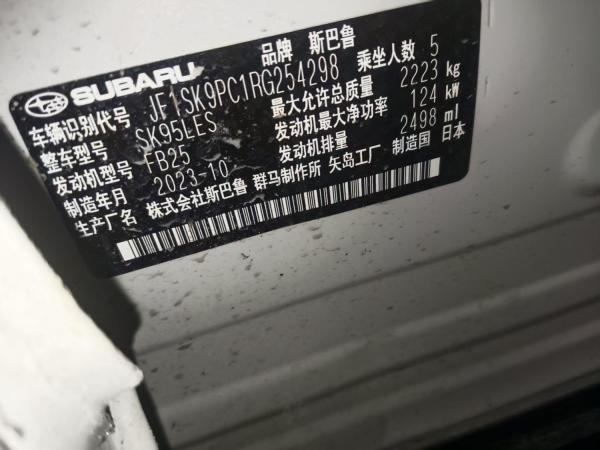 SUBARU 品牌 斯巴鲁
车辆识别代号 JF1SK9PC1RG254298 乘坐人数 5
整车型号 SK95LES 最大允许总质量 2223 kg
发动机型号 FB25 发动机最大净功率 124 kW
制造年月 2023-10 发动机排量 2498 ml
生产厂名 株式会社斯巴鲁 群马制作所 矢岛工厂 制造国 日本